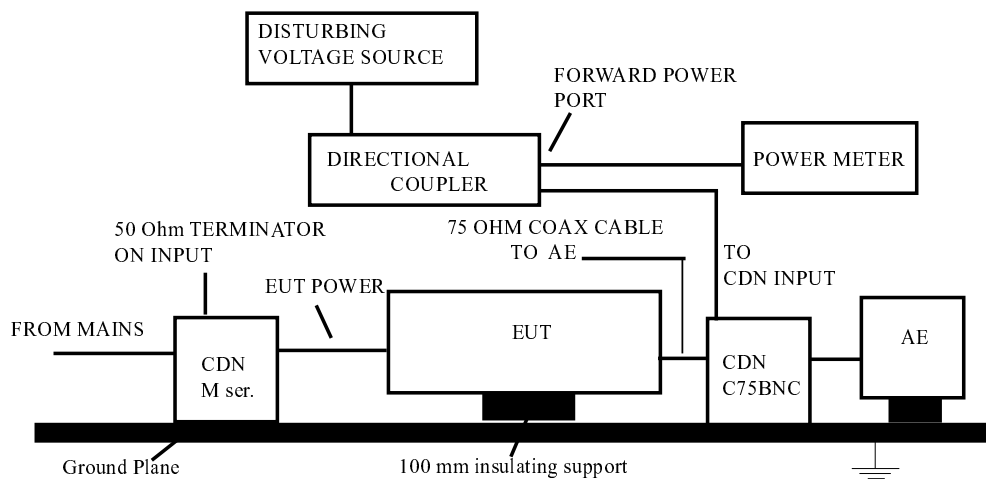 DISTURBING
VOLTAGE SOURCE
FORWARD POWER
PORT
DIRECTIONAL
COUPLER
POWER METER
50 Ohm TERMINATOR
ON INPUT
75 OHM COAX CABLE
TO AE
TO
CDN INPUT
EUT POWER
FROM MAINS
CDN
M ser.
EUT
CDN
C75BNC
AE
Ground Plane
100 mm insulating support